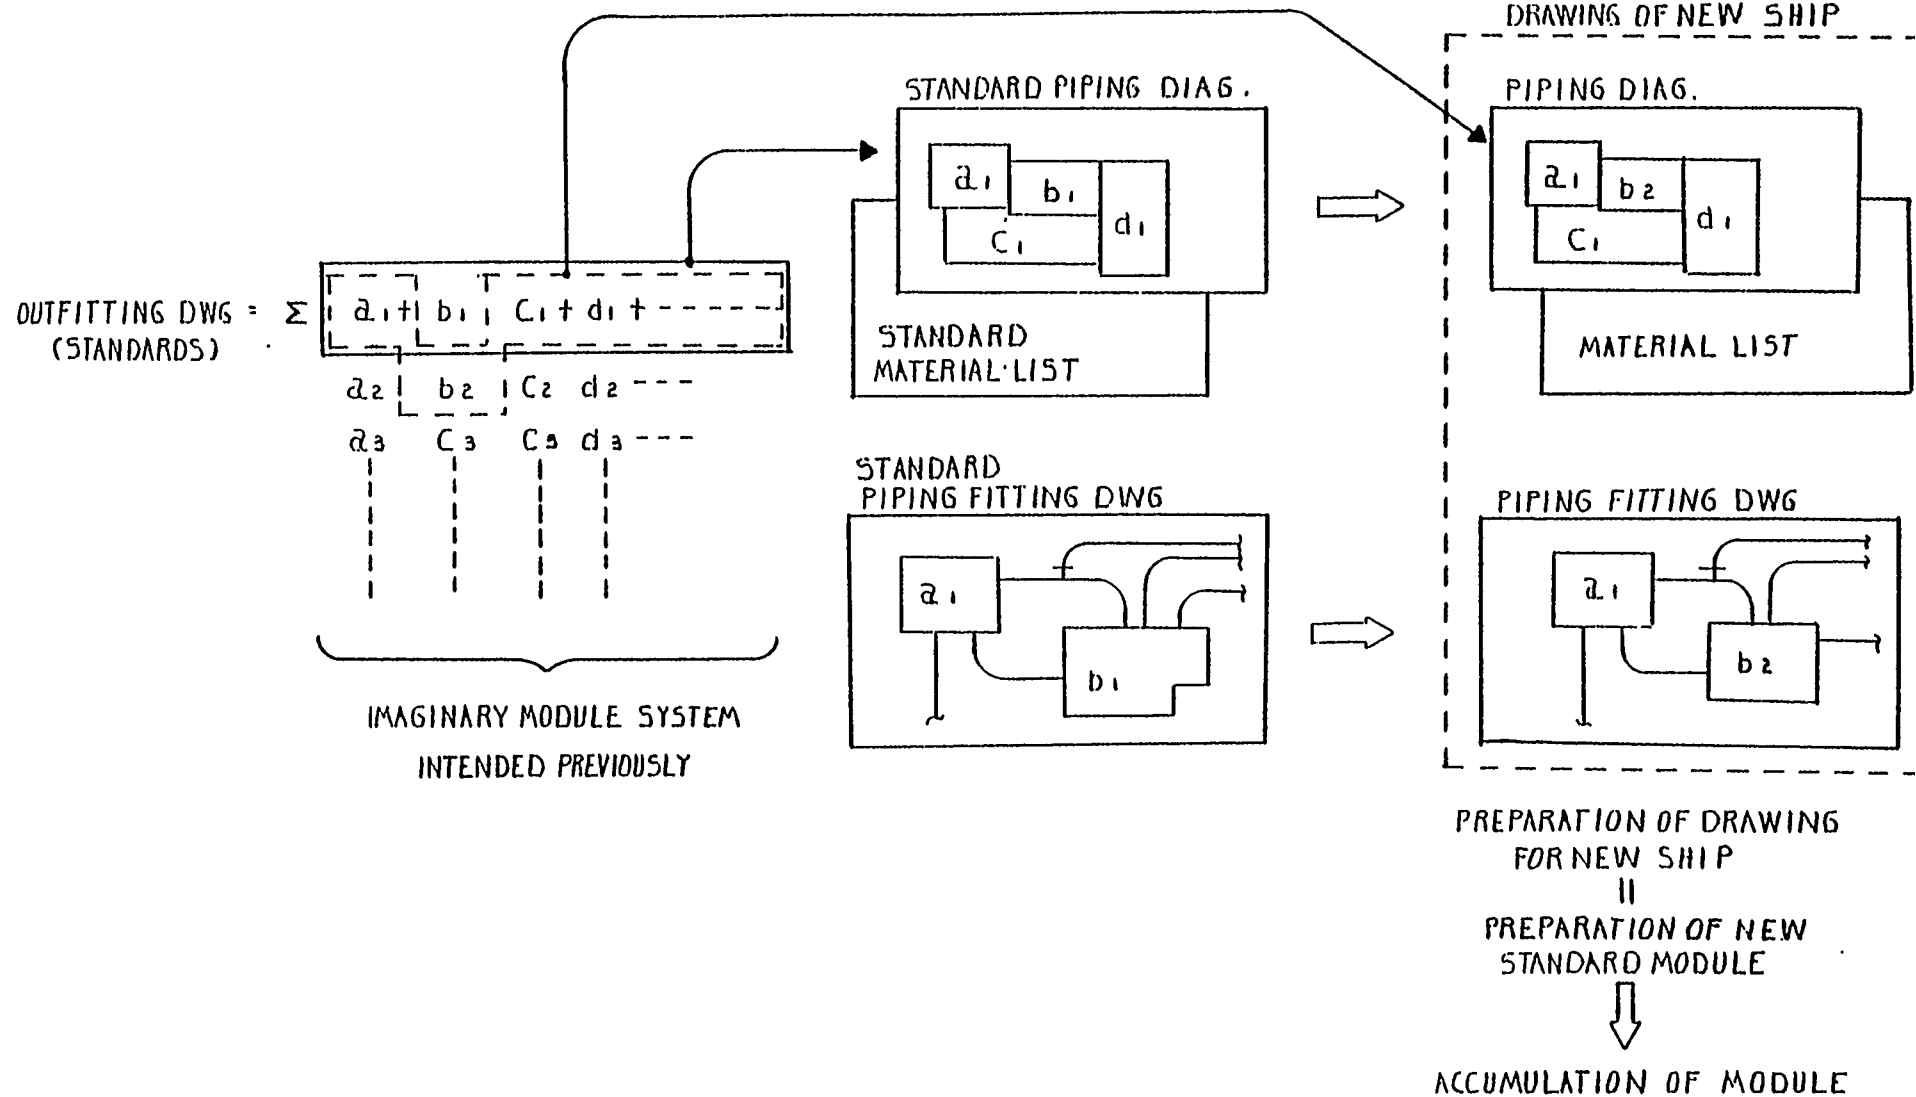 DRAWING OF NEW SHIP
STANDARD PIPING DIAG.
a1
b1
C1
d1
STANDARD
MATERIAL LIST
PIPING DIAG.
a1
b2
C1
d1
MATERIAL LIST
OUTFITTING DWG = Σ
(STANDARDS)
a1+ b1 C1+ d1+ -------
a2 b2 C2 d2 ---
a3 C3 C3 d3 ---
IMAGINARY MODULE SYSTEM
INTENDED PREVIOUSLY
STANDARD
PIPING FITTING DWG
a1
b1
PIPING FITTING DWG
a1
b2
PREPARATION OF DRAWING
FOR NEW SHIP
=
PREPARATION OF NEW
STANDARD MODULE
ACCUMULATION OF MODULE